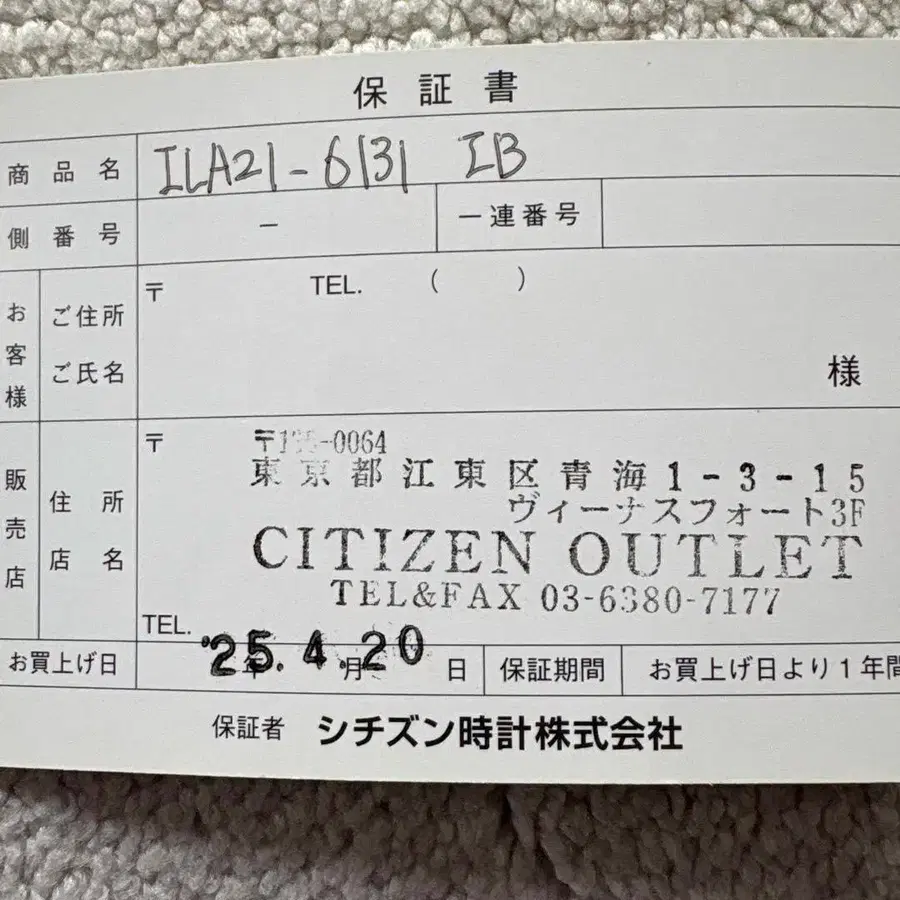 保証書
商品名 ILA21-6131 IB
側番号 - 一連番号
お客様 ご住所 〒 TEL. ( )
ご氏名 様
販売店 住所 〒 〒135-0064
東京都江東区青海1-3-15
ヴィーナスフォート3F
店名 CITIZEN OUTLET
TEL&FAX 03-6380-7177
TEL.
お買上げ日 '25.4.20 年 月 日 保証期間 お買上げ日より1年間
保証者 シチズン時計株式会社